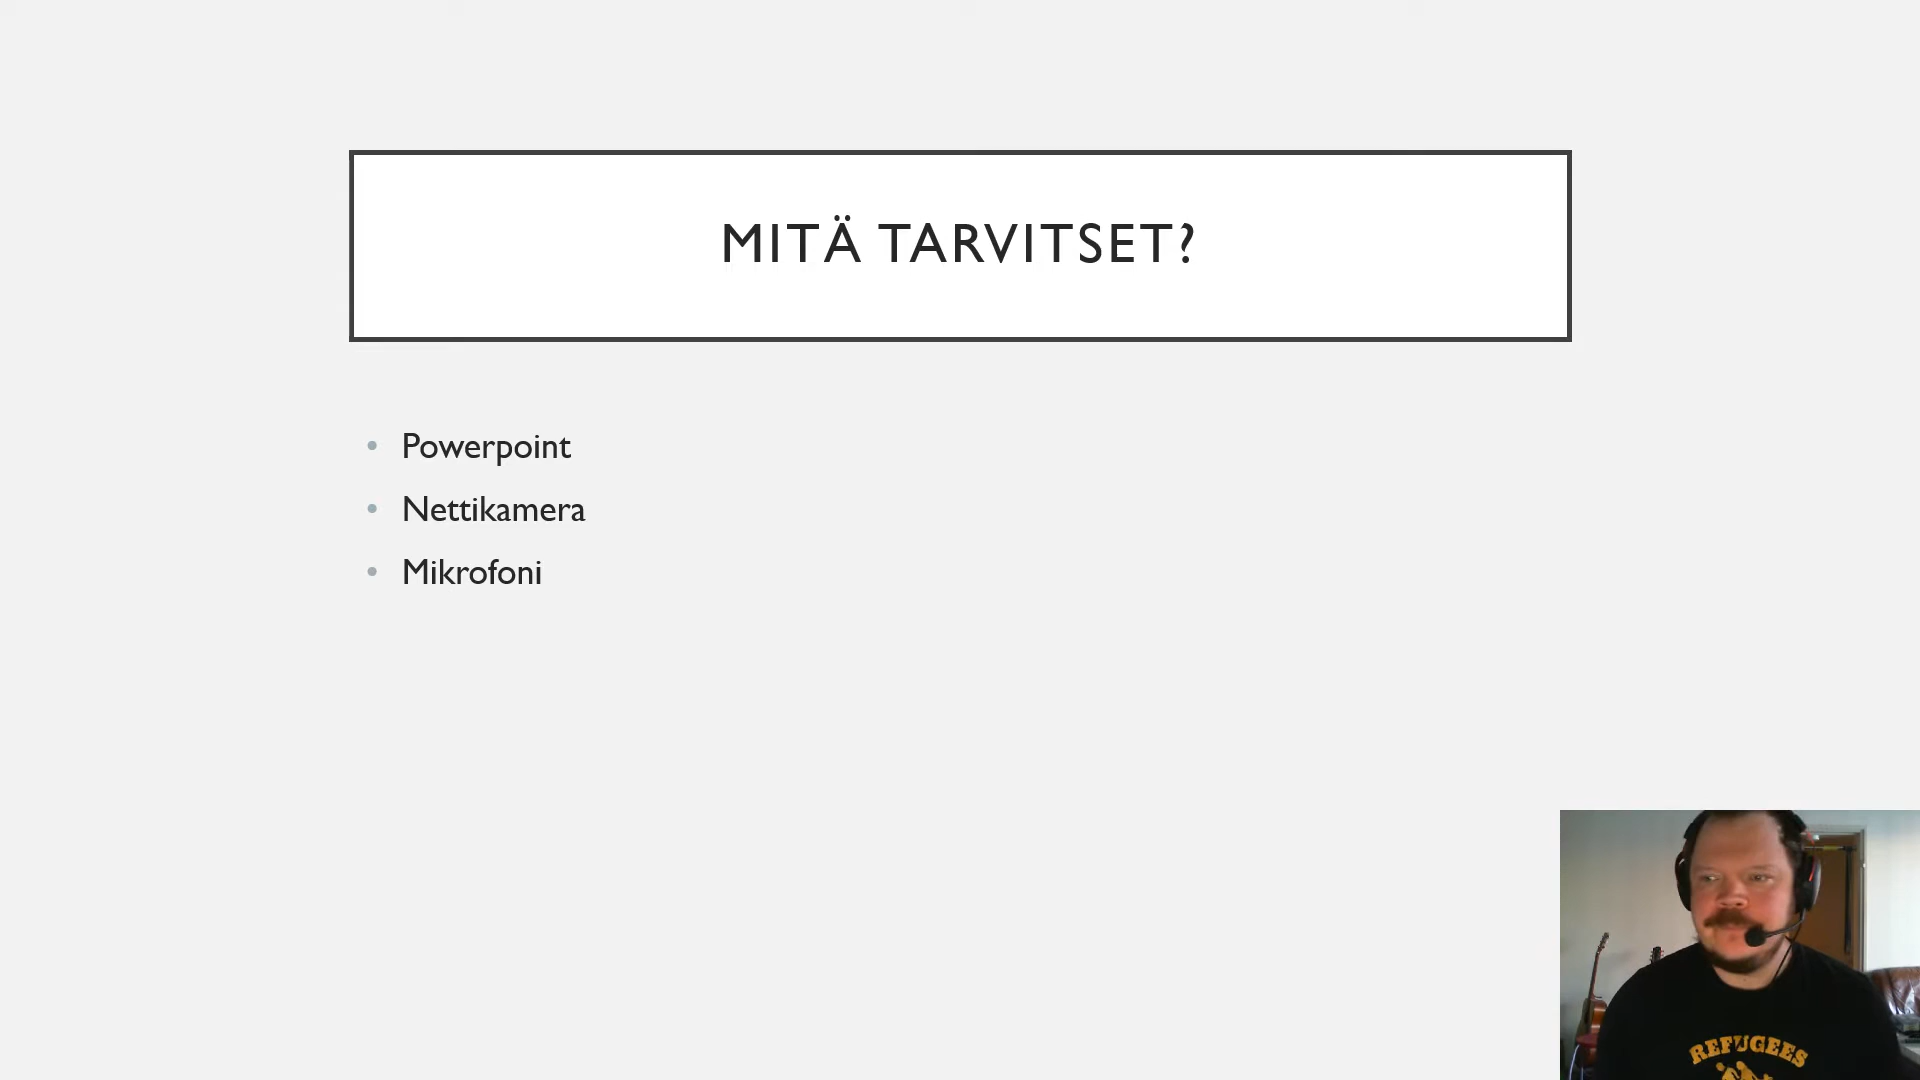 MITÄ TARVITSET?
Powerpoint
Nettikamera
Mikrofoni
REFUGEES